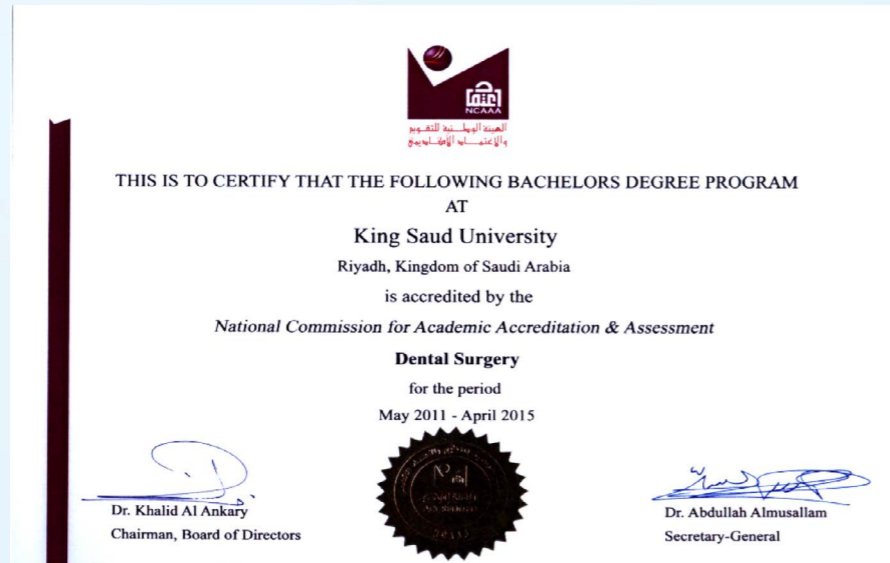 اعتماد
NCAAA
الهيئة الوطنية للتقويم
والاعتماد الأكاديمي
THIS IS TO CERTIFY THAT THE FOLLOWING BACHELORS DEGREE PROGRAM
AT
King Saud University
Riyadh, Kingdom of Saudi Arabia
is accredited by the
National Commission for Academic Accreditation & Assessment
Dental Surgery
for the period
May 2011 - April 2015
Dr. Khalid Al Ankary
Chairman, Board of Directors
Dr. Abdullah Almusallam
Secretary-General